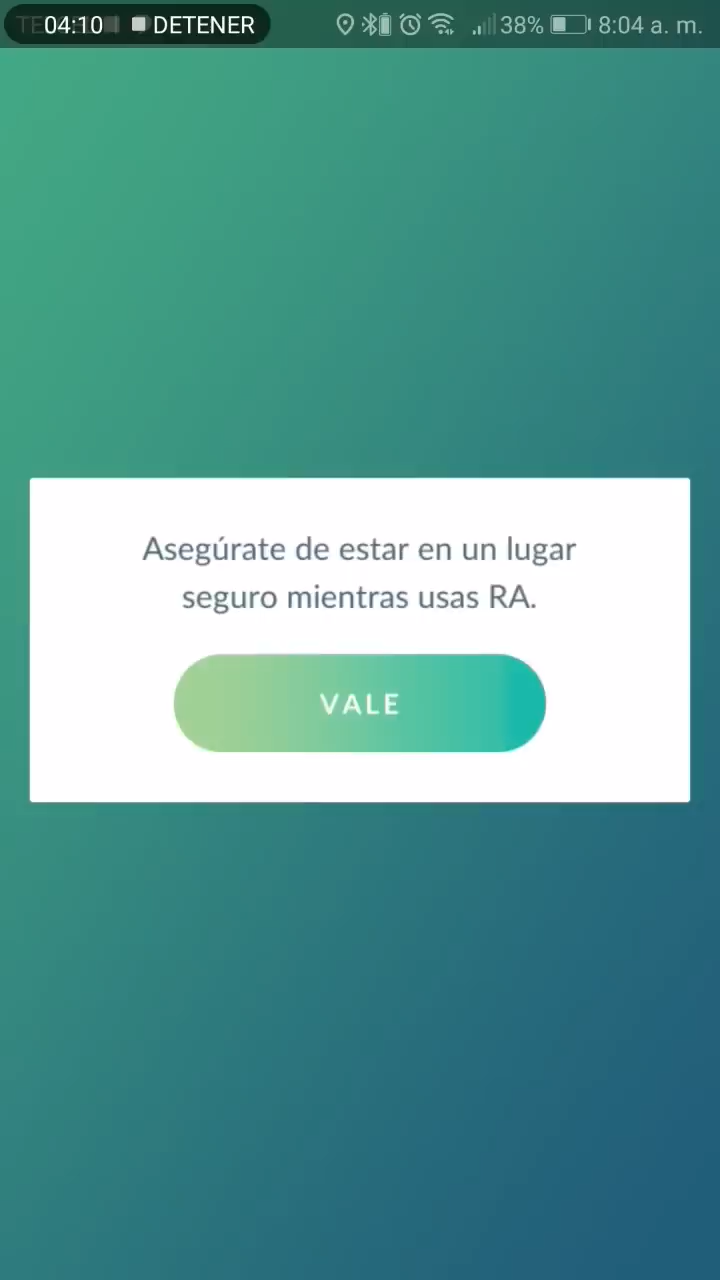 04:10 DETENER 38% 8:04 a. m.
Asegúrate de estar en un lugar
seguro mientras usas RA.
VALE